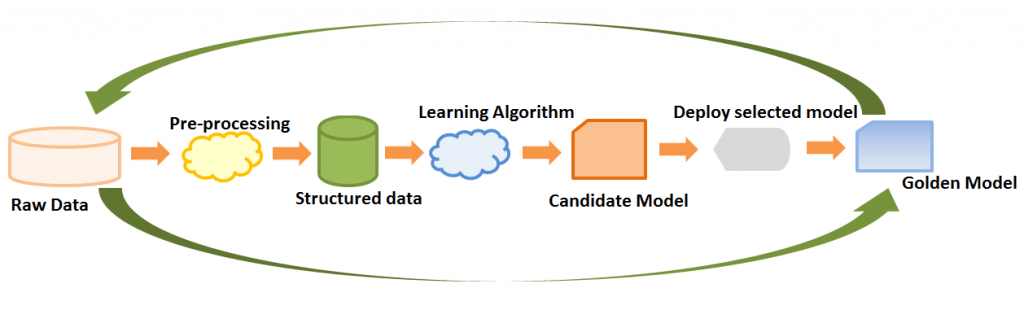 Raw Data
Pre-processing
Structured data
Learning Algorithm
Candidate Model
Deploy selected model
Golden Model